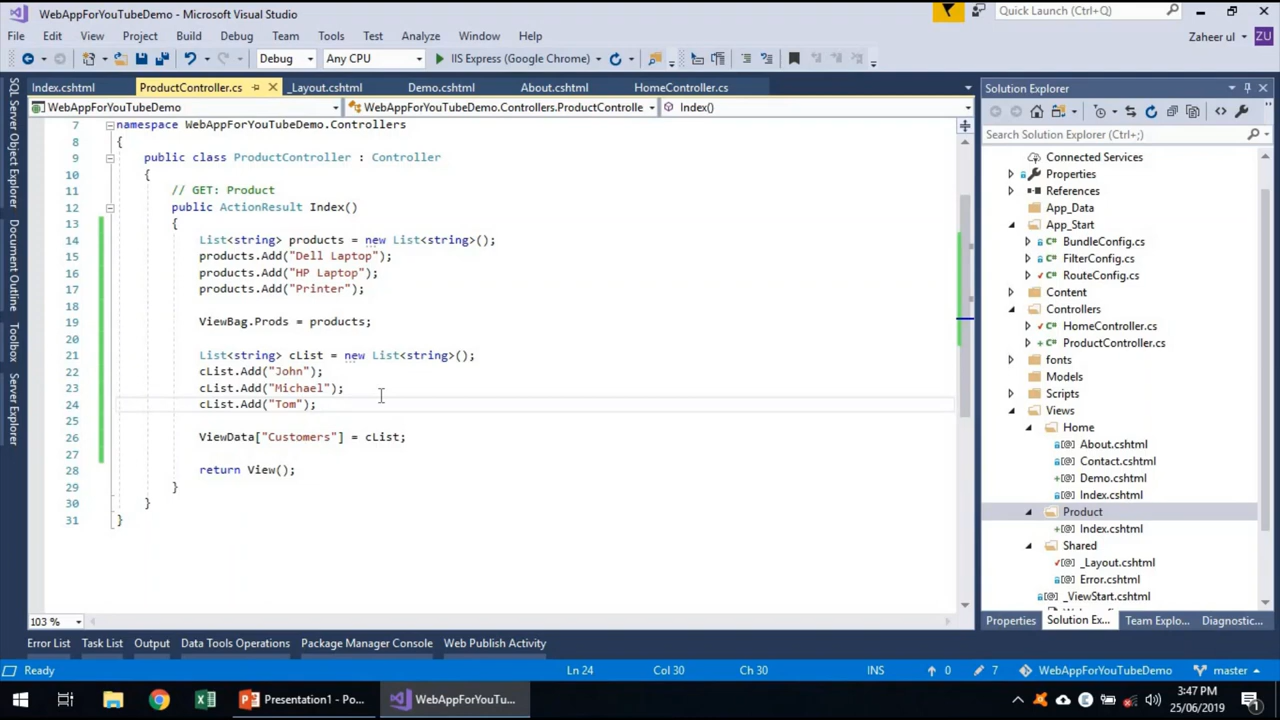 WebAppForYouTubeDemo - Microsoft Visual Studio
Quick Launch (Ctrl+Q)
File Edit View Project Build Debug Team Tools Test Analyze Window Help
Zaheer ul ZU
Debug Any CPU IIS Express (Google Chrome)
Index.cshtml ProductController.cs _Layout.cshtml Demo.cshtml About.cshtml HomeController.cs
WebAppForYouTubeDemo WebAppForYouTubeDemo.Controllers.ProductControlle Index()
SQL Server Object Explorer
Document Outline
Toolbox
Server Explorer
7 namespace WebAppForYouTubeDemo.Controllers
8 {
9 public class ProductController : Controller
10 {
11 // GET: Product
12 public ActionResult Index()
13 {
14 List<string> products = new List<string>();
15 products.Add("Dell Laptop");
16 products.Add("HP Laptop");
17 products.Add("Printer");
18
19 ViewBag.Prods = products;
20
21 List<string> cList = new List<string>();
22 cList.Add("John");
23 cList.Add("Michael");
24 cList.Add("Tom");
25
26 ViewData["Customers"] = cList;
27
28 return View();
29 }
30 }
31 }
103 %
Solution Explorer
Search Solution Explorer (Ctrl+;)
Connected Services
Properties
References
App_Data
App_Start
BundleConfig.cs
FilterConfig.cs
RouteConfig.cs
Content
Controllers
HomeController.cs
ProductController.cs
fonts
Models
Scripts
Views
Home
About.cshtml
Contact.cshtml
Demo.cshtml
Index.cshtml
Product
Index.cshtml
Shared
_Layout.cshtml
Error.cshtml
_ViewStart.cshtml
Properties Solution Ex... Team Explo... Diagnostic...
Error List Task List Output Data Tools Operations Package Manager Console Web Publish Activity
Ready Ln 24 Col 30 Ch 30 INS 0 7 WebAppForYouTubeDemo master
Presentation1 - Po... WebAppForYouTu...
3:47 PM
25/06/2019
1